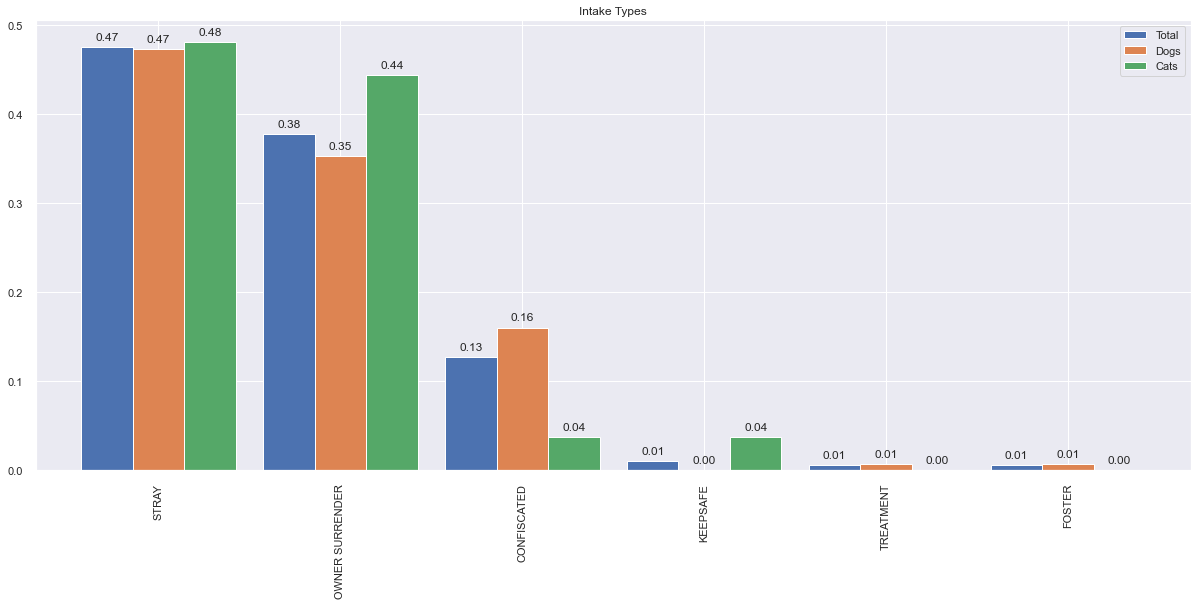 Intake Types
Total
Dogs
Cats
0.5
0.4
0.3
0.2
0.1
0.0
0.47 0.47 0.48
0.38 0.35 0.44
0.13 0.16 0.04
0.01 0.00 0.04
0.01 0.01 0.00
0.01 0.01 0.00
STRAY
OWNER SURRENDER
CONFISCATED
KEEPSAFE
TREATMENT
FOSTER